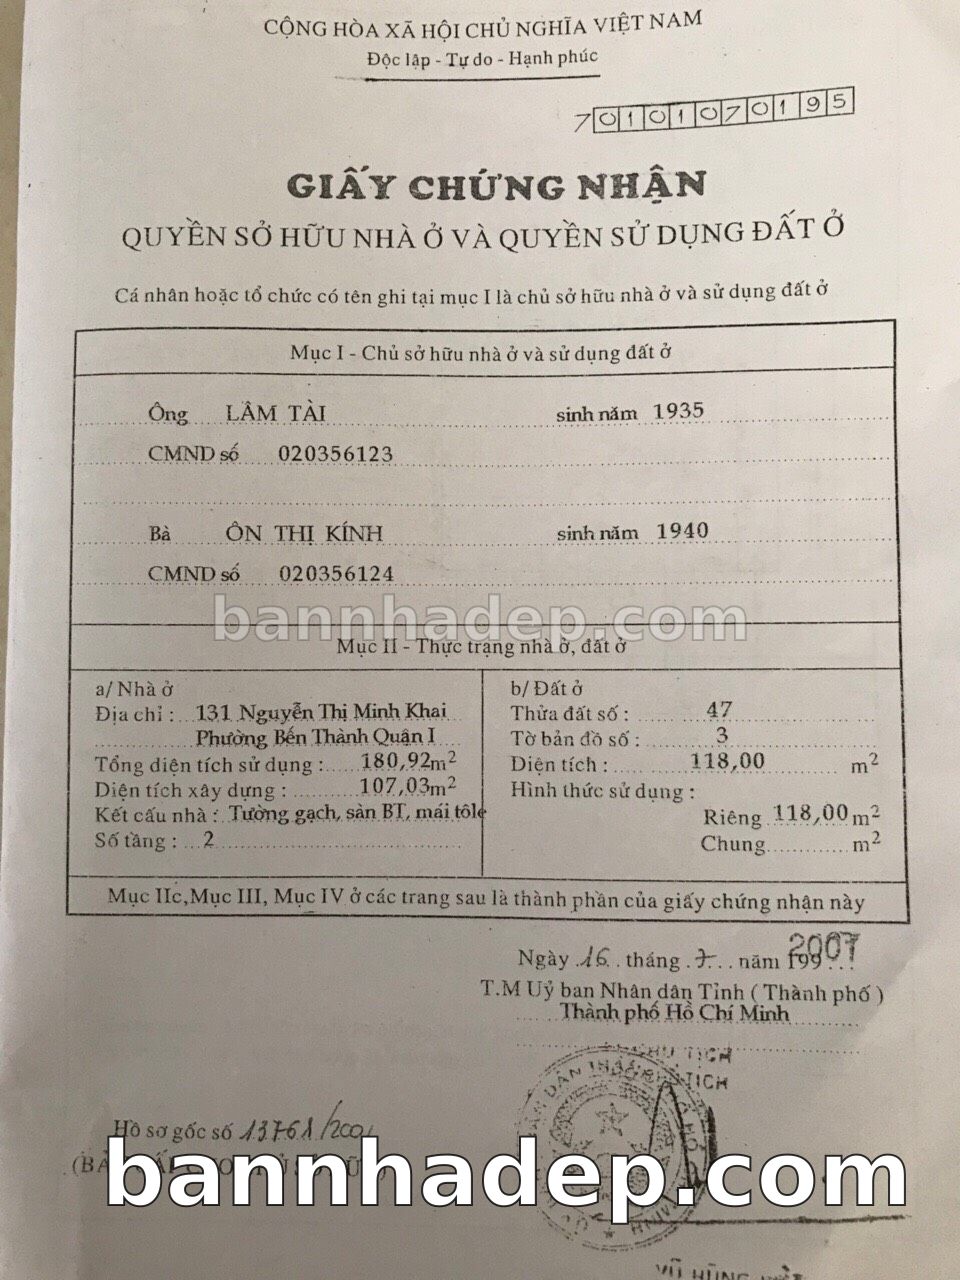 CỘNG HÒA XÃ HỘI CHỦ NGHĨA VIỆT NAM
Độc lập - Tự do - Hạnh phúc
70101070195
GIẤY CHỨNG NHẬN
QUYỀN SỞ HỮU NHÀ Ở VÀ QUYỀN SỬ DỤNG ĐẤT Ở
Cá nhân hoặc tổ chức có tên ghi tại mục I là chủ sở hữu nhà ở và sử dụng đất ở
Mục I - Chủ sở hữu nhà ở và sử dụng đất ở
Ông LÂM TÀI sinh năm 1935
CMND số 020356123
Bà ÔN THỊ KÍNH sinh năm 1940
CMND số 020356124
bannhadep.com
Mục II - Thực trạng nhà ở, đất ở
a/ Nhà ở
Địa chỉ : 131 Nguyễn Thị Minh Khai
Phường Bến Thành Quận I
Tổng diện tích sử dụng : 180,92m²
Diện tích xây dựng : 107,03m²
Kết cấu nhà : Tường gạch, sàn BT, mái tôle
Số tầng : 2
b/ Đất ở
Thửa đất số : 47
Tờ bản đồ số : 3
Diện tích : 118,00 m²
Hình thức sử dụng :
Riêng 118,00 m²
Chung m²
Mục IIc, Mục III, Mục IV ở các trang sau là thành phần của giấy chứng nhận này
Ngày 16 tháng 7 năm 199 2001
T.M Uỷ ban Nhân dân Tỉnh ( Thành phố )
Thành phố Hồ Chí Minh
CHỦ TỊCH
TỊCH
Hồ sơ gốc số 13761/2001
bannhadep.com
VŨ HÙNG